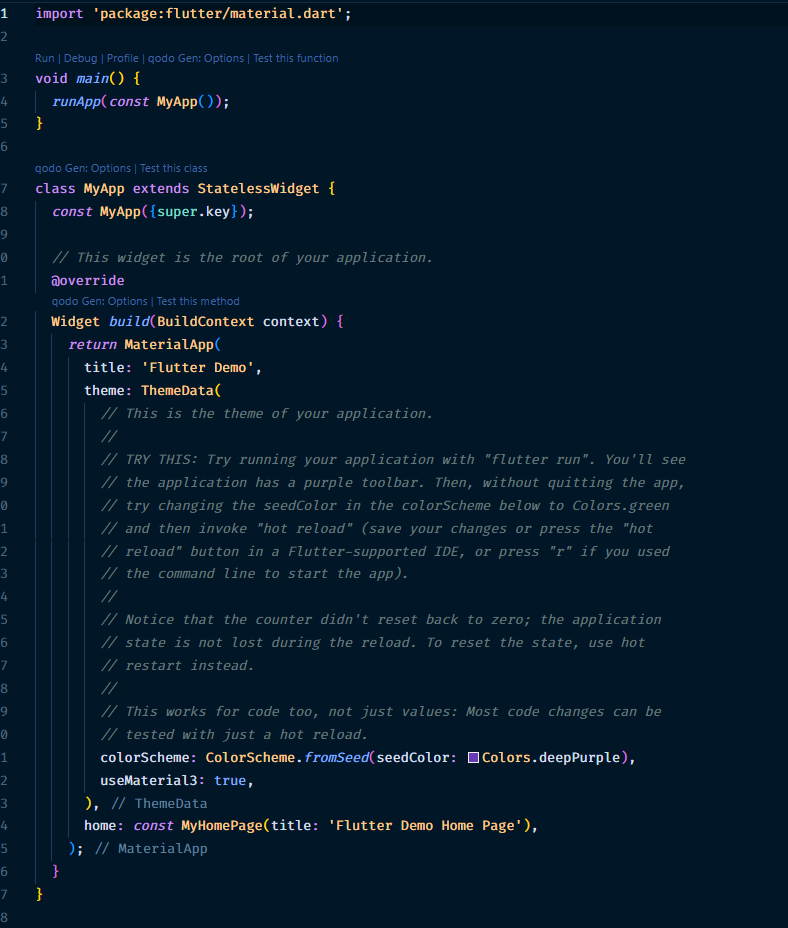 1 import 'package:flutter/material.dart';
2
Run | Debug | Profile | qodo Gen: Options | Test this function
3 void main() {
4 runApp(const MyApp());
5 }
6
qodo Gen: Options | Test this class
7 class MyApp extends StatelessWidget {
8 const MyApp({super.key});
9
0 // This widget is the root of your application.
1 @override
qodo Gen: Options | Test this method
2 Widget build(BuildContext context) {
3 return MaterialApp(
4 title: 'Flutter Demo',
5 theme: ThemeData(
6 // This is the theme of your application.
7 //
8 // TRY THIS: Try running your application with "flutter run". You'll see
9 // the application has a purple toolbar. Then, without quitting the app,
0 // try changing the seedColor in the colorScheme below to Colors.green
1 // and then invoke "hot reload" (save your changes or press the "hot
2 // reload" button in a Flutter-supported IDE, or press "r" if you used
3 // the command line to start the app).
4 //
5 // Notice that the counter didn't reset back to zero; the application
6 // state is not lost during the reload. To reset the state, use hot
7 // restart instead.
8 //
9 // This works for code too, not just values: Most code changes can be
0 // tested with just a hot reload.
1 colorScheme: ColorScheme.fromSeed(seedColor: Colors.deepPurple),
2 useMaterial3: true,
3 ), // ThemeData
4 home: const MyHomePage(title: 'Flutter Demo Home Page'),
5 ); // MaterialApp
6 }
7 }
8